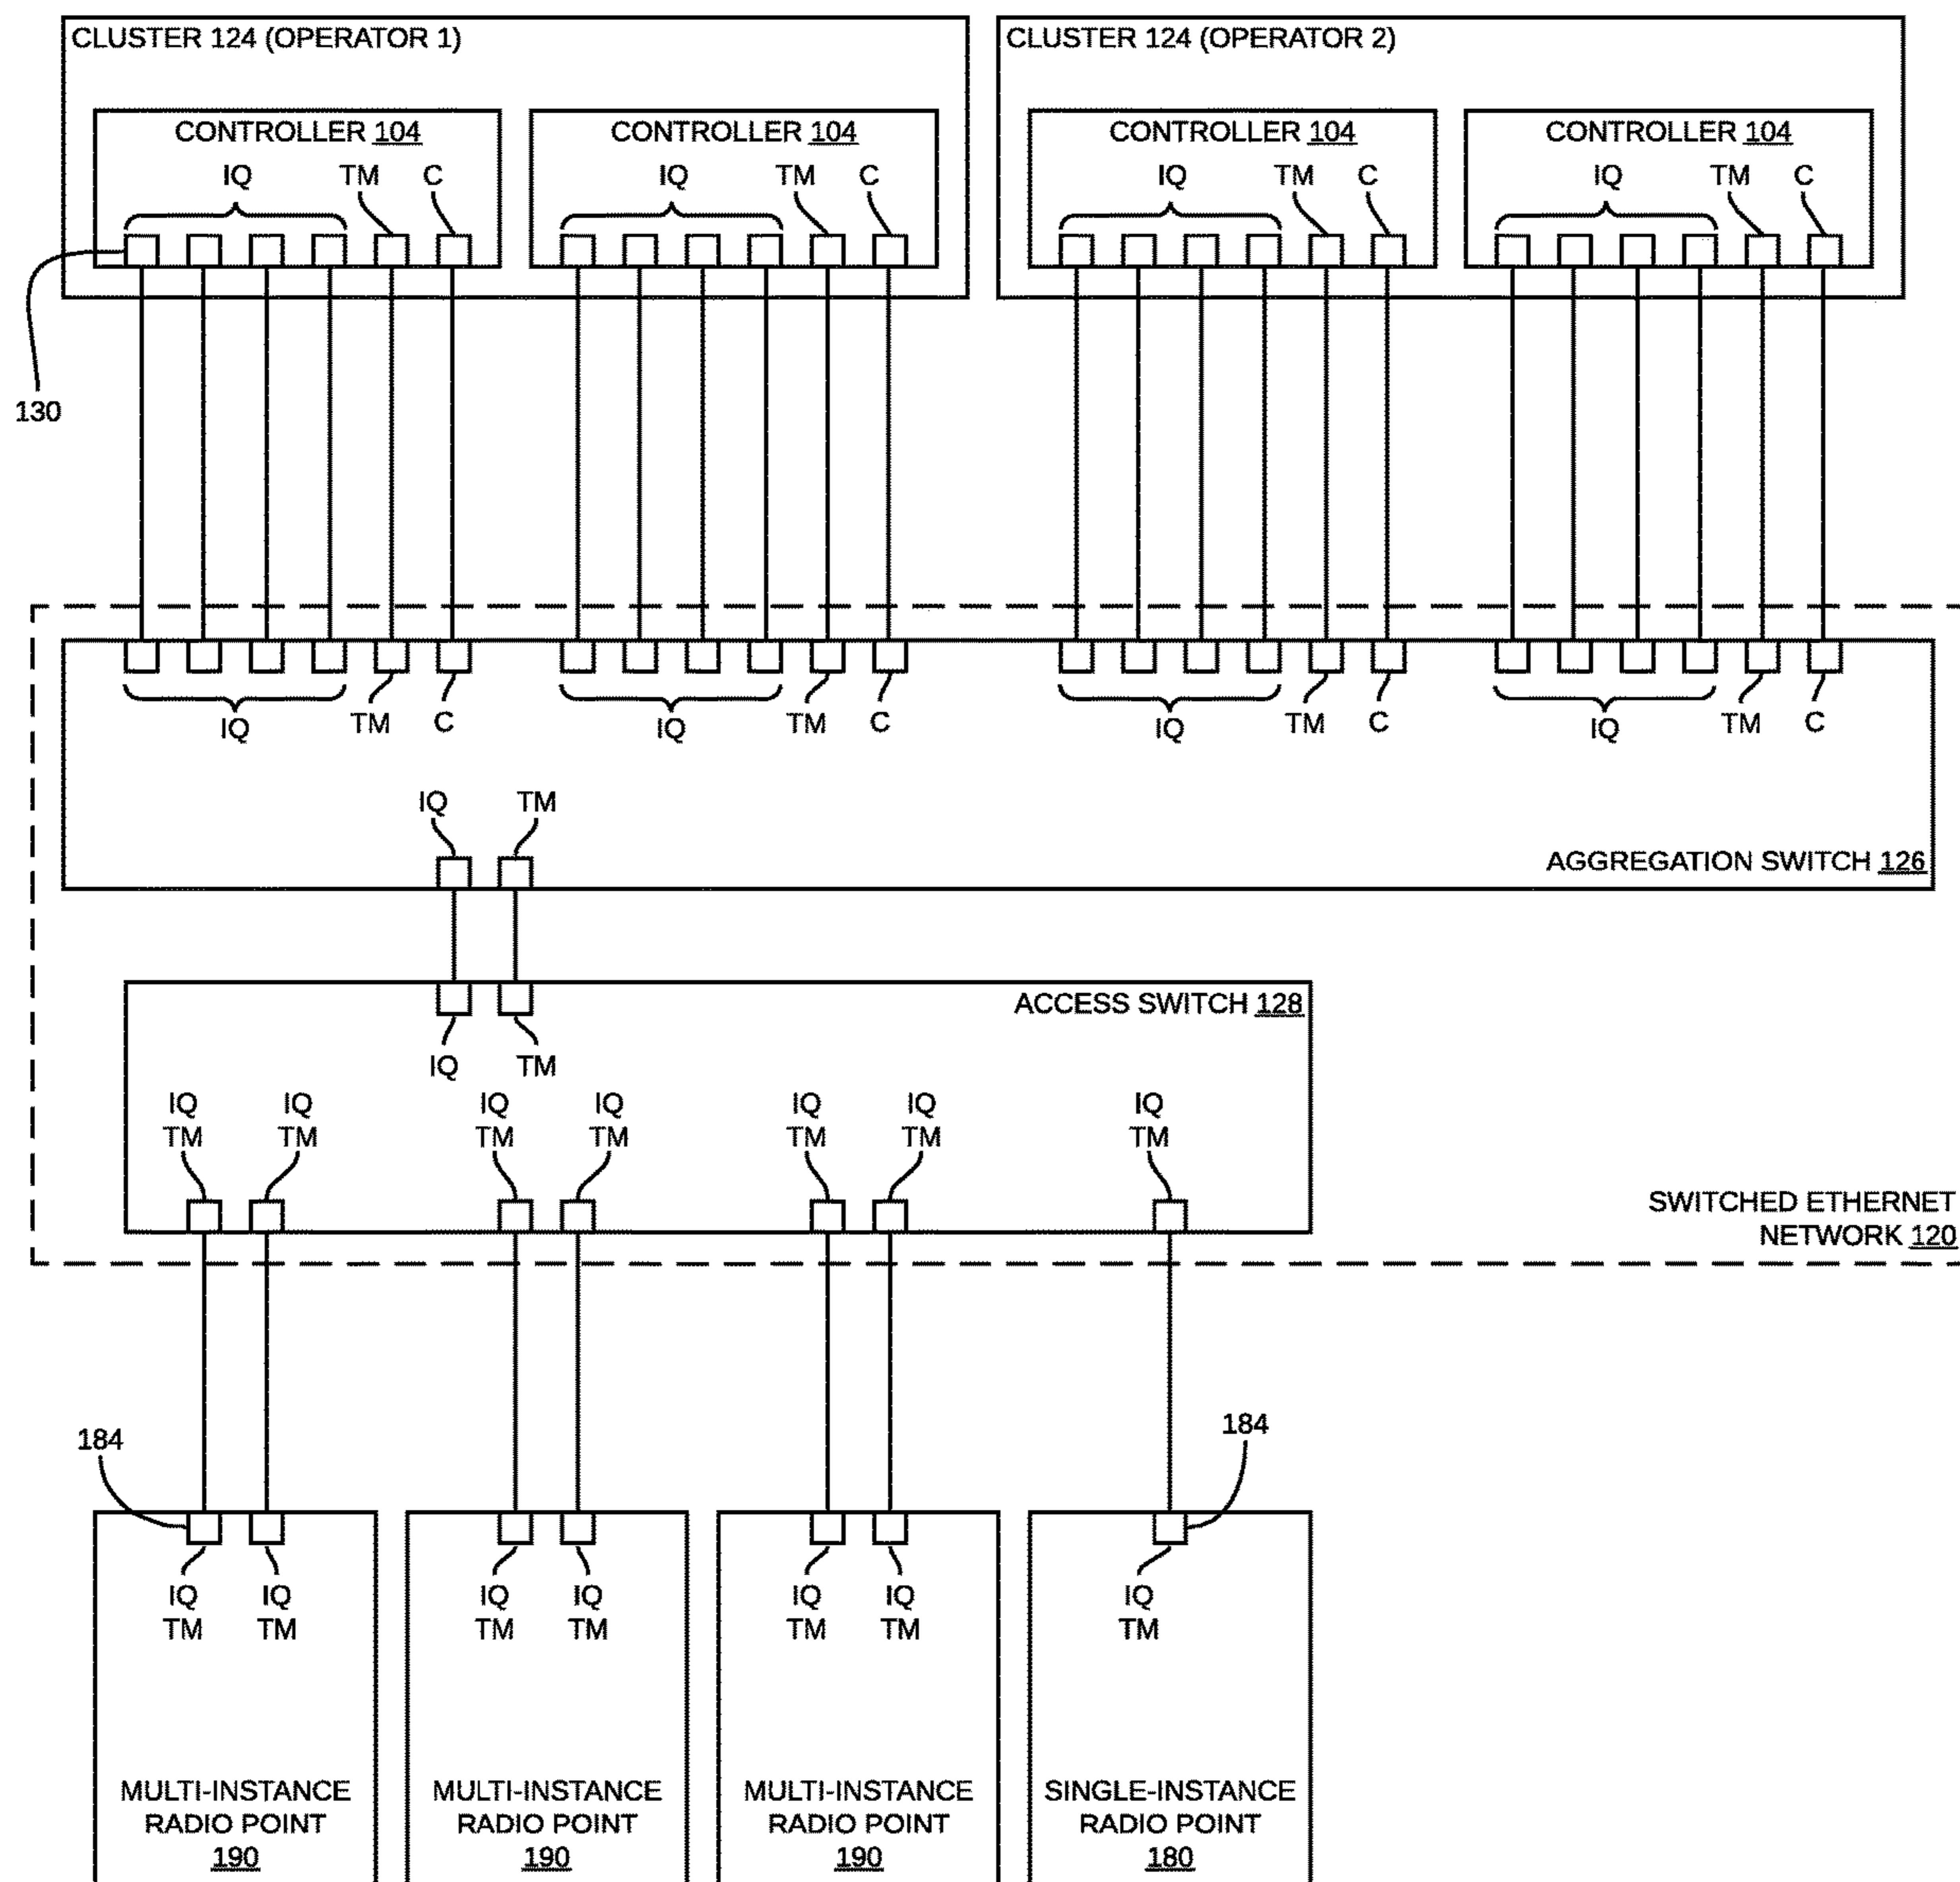 CLUSTER 124 (OPERATOR 1) CLUSTER 124 (OPERATOR 2)
CONTROLLER 104 CONTROLLER 104 CONTROLLER 104 CONTROLLER 104
IQ TM C IQ TM C IQ TM C IQ TM C
130
IQ TM C IQ TM C IQ TM C IQ TM C
IQ TM
AGGREGATION SWITCH 126
ACCESS SWITCH 128
IQ TM
IQ IQ IQ IQ IQ IQ IQ
TM TM TM TM TM TM TM
SWITCHED ETHERNET
NETWORK 120
184 184
IQ IQ IQ IQ IQ IQ IQ
TM TM TM TM TM TM TM
MULTI-INSTANCE
RADIO POINT
190
MULTI-INSTANCE
RADIO POINT
190
MULTI-INSTANCE
RADIO POINT
190
SINGLE-INSTANCE
RADIO POINT
180